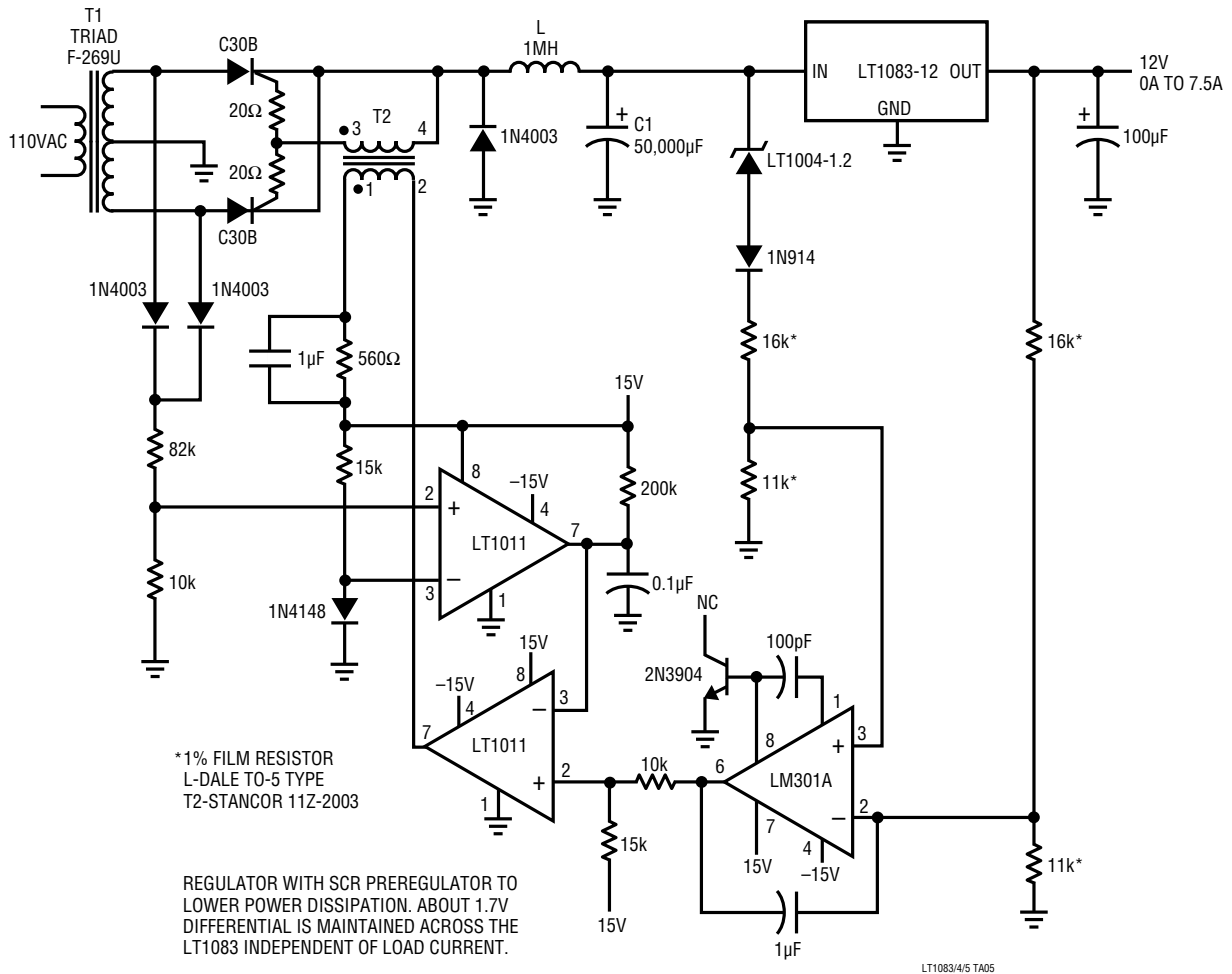 T1
TRIAD
F-269U
110VAC
C30B
20Ω
20Ω
C30B
T2
3
4
1
2
1N4003
L
1MH
+
C1
50,000µF
IN
LT1083-12
OUT
GND
12V
0A TO 7.5A
+
100µF
LT1004-1.2
1N914
16k*
16k*
11k*
11k*
1N4003
1N4003
82k
10k
1µF
560Ω
15k
1N4148
15V
200k
0.1µF
2
+
8
–15V
4
7
LT1011
–
3
1
15V
8
–15V
4
3
–
7
LT1011
+
2
1
10k
15k
15V
NC
2N3904
100pF
1
8
+
3
6
LM301A
–
2
7
15V
4
–15V
1µF
*1% FILM RESISTOR
L-DALE TO-5 TYPE
T2-STANCOR 11Z-2003
REGULATOR WITH SCR PREREGULATOR TO
LOWER POWER DISSIPATION. ABOUT 1.7V
DIFFERENTIAL IS MAINTAINED ACROSS THE
LT1083 INDEPENDENT OF LOAD CURRENT.
LT1083/4/5 TA05